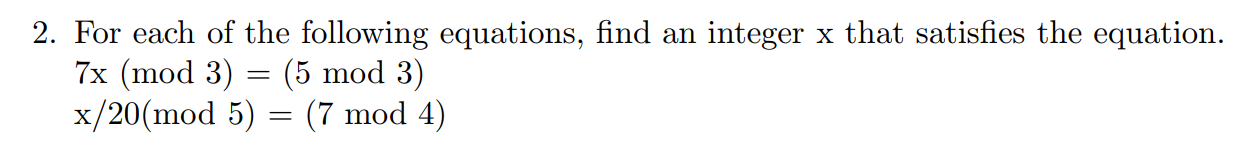 2. For each of the following equations, find an integer x that satisfies the equation.
7x (mod 3) = (5 mod 3)
x/20(mod 5) = (7 mod 4)